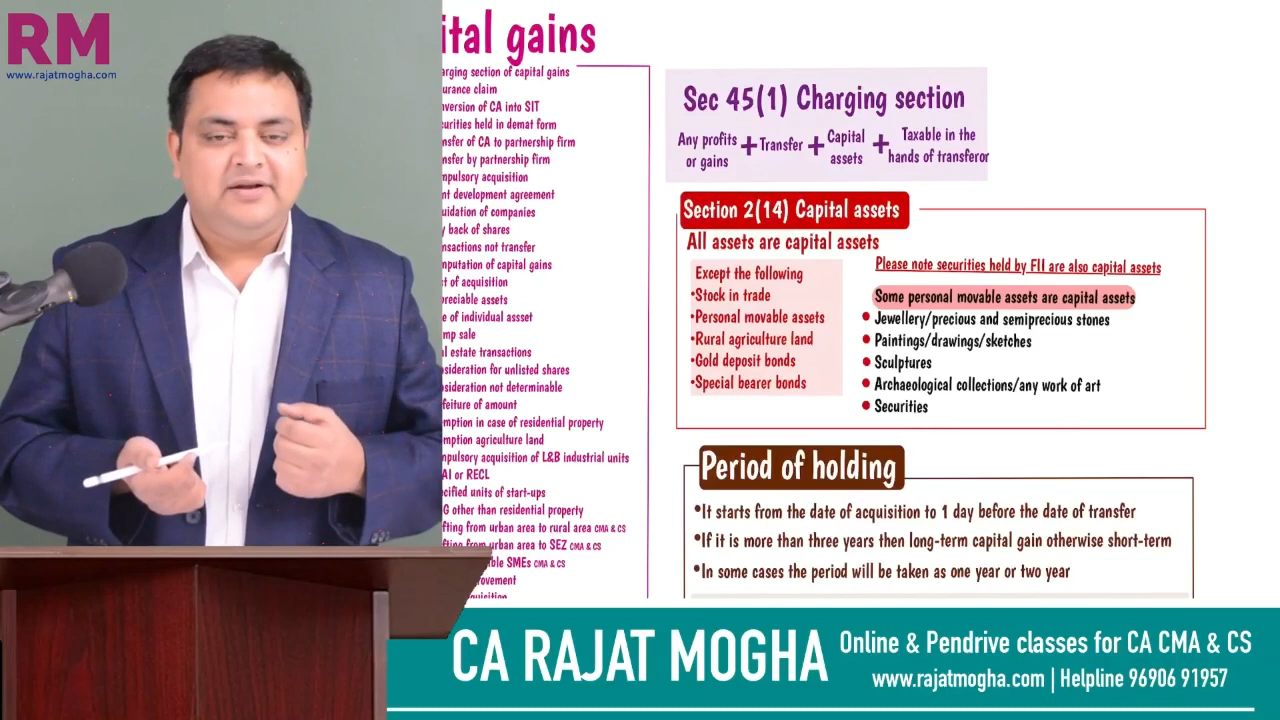 RM
www.rajatmogha.com
ital gains
arging section of capital gains
urance claim
version of CA into SIT
urities held in demat form
nsfer of CA to partnership firm
nsfer by partnership firm
mpulsory acquisition
nt development agreement
uidation of companies
y back of shares
nsactions not transfer
mputation of capital gains
t of acquisition
preciable assets
e of individual assset
mp sale
l estate transactions
nsideration for unlisted shares
nsideration not determinable
feiture of amount
emption in case of residential property
emption agriculture land
mpulsory acquisition of L&B industrial units
AI or RECL
cified units of start-ups
G other than residential property
fting from urban area to rural area CMA & CS
fting from urban area to SEZ CMA & CS
ible SMEs CMA & CS
provement
Sec 45(1) Charging section
Any profits or gains + Transfer + Capital assets + Taxable in the hands of transferor
Section 2(14) Capital assets
All assets are capital assets
Except the following
•Stock in trade
•Personal movable assets
•Rural agriculture land
•Gold deposit bonds
•Special bearer bonds
Please note securities held by FII are also capital assets
Some personal movable assets are capital assets
• Jewellery/precious and semiprecious stones
• Paintings/drawings/sketches
• Sculptures
• Archaeological collections/any work of art
• Securities
Period of holding
•It starts from the date of acquisition to 1 day before the date of transfer
•If it is more than three years then long-term capital gain otherwise short-term
•In some cases the period will be taken as one year or two year
CA RAJAT MOGHA
Online & Pendrive classes for CA CMA & CS
www.rajatmogha.com | Helpline 96906 91957